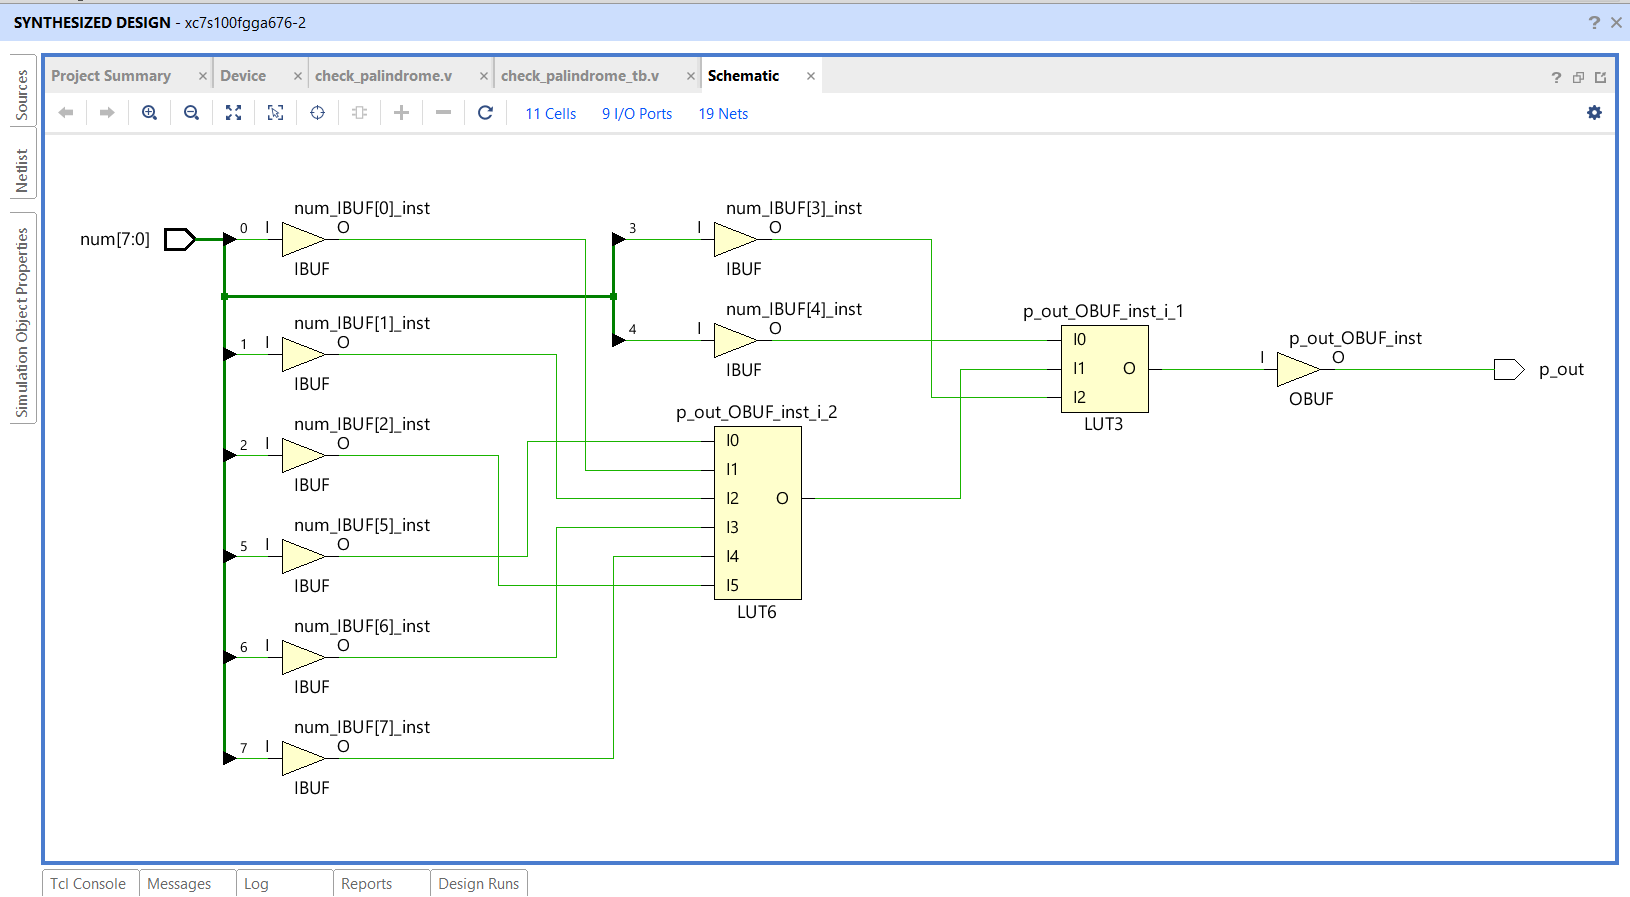 SYNTHESIZED DESIGN - xc7s100fgga676-2
Sources
Netlist
Simulation Object Properties
Project Summary
Device
check_palindrome.v
check_palindrome_tb.v
Schematic
11 Cells
9 I/O Ports
19 Nets
num[7:0]
num_IBUF[0]_inst
0
I
O
IBUF
num_IBUF[1]_inst
1
I
O
IBUF
num_IBUF[2]_inst
2
I
O
IBUF
num_IBUF[5]_inst
5
I
O
IBUF
num_IBUF[6]_inst
6
I
O
IBUF
num_IBUF[7]_inst
7
I
O
IBUF
num_IBUF[3]_inst
3
I
O
IBUF
num_IBUF[4]_inst
4
I
O
IBUF
p_out_OBUF_inst_i_2
I0
I1
I2
O
I3
I4
I5
LUT6
p_out_OBUF_inst_i_1
I0
I1
O
I2
LUT3
p_out_OBUF_inst
I
O
OBUF
p_out
Tcl Console
Messages
Log
Reports
Design Runs